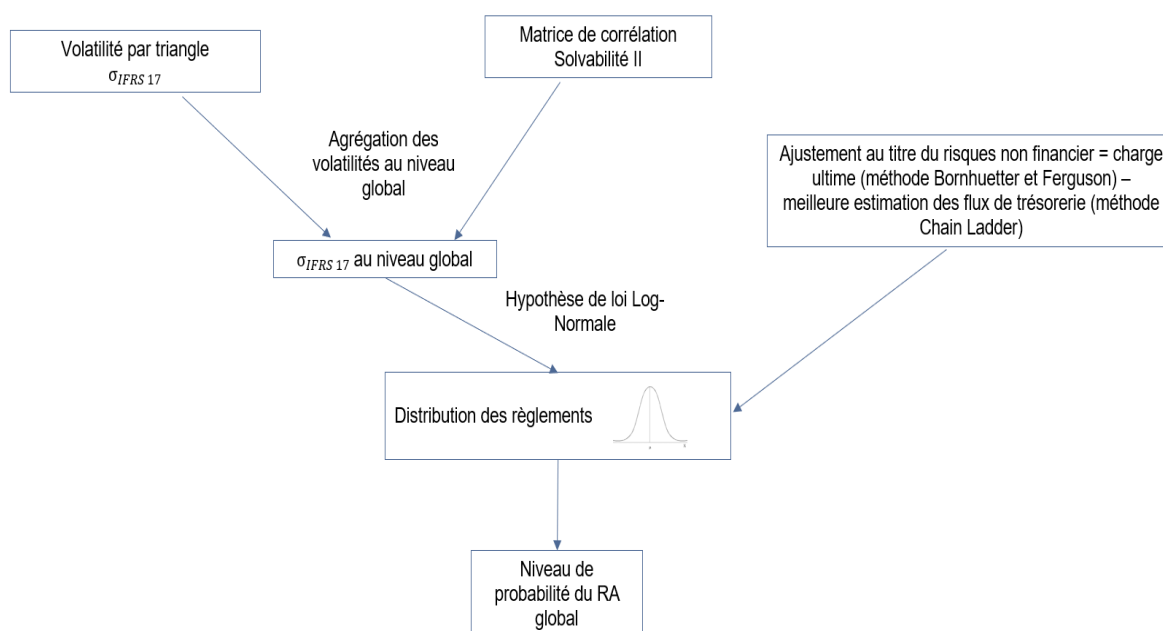 Volatilité par triangle
σIFRS 17
Matrice de corrélation
Solvabilité II
Agrégation des
volatilités au niveau
global
Ajustement au titre du risques non financier = charge
ultime (méthode Bornhuetter et Ferguson) –
meilleure estimation des flux de trésorerie (méthode
Chain Ladder)
σIFRS 17 au niveau global
Hypothèse de loi Log-
Normale
Distribution des règlements
Niveau de
probabilité du RA
global